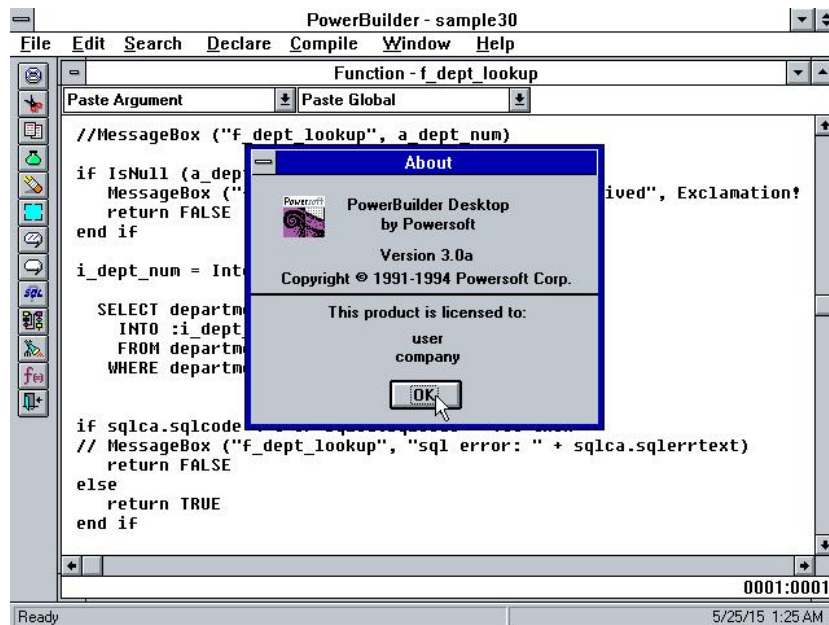 PowerBuilder - sample30
File Edit Search Declare Compile Window Help
Function - f_dept_lookup
Paste Argument Paste Global
//MessageBox ("f_dept_lookup", a_dept_num)
if IsNull (a_dep
MessageBox (" ived", Exclamation!
return FALSE
end if
i_dept_num = Int
SELECT departm
INTO :i_dept_
FROM departm
WHERE departm
if sqlca.sqlcode
// MessageBox ("f_dept_lookup", "sql error: " + sqlca.sqlerrtext)
return FALSE
else
return TRUE
end if
About
Powersoft
PowerBuilder Desktop
by Powersoft
Version 3.0a
Copyright © 1991-1994 Powersoft Corp.
This product is licensed to:
user
company
OK
SQL
f(x)
0001:0001
Ready 5/25/15 1:25 AM